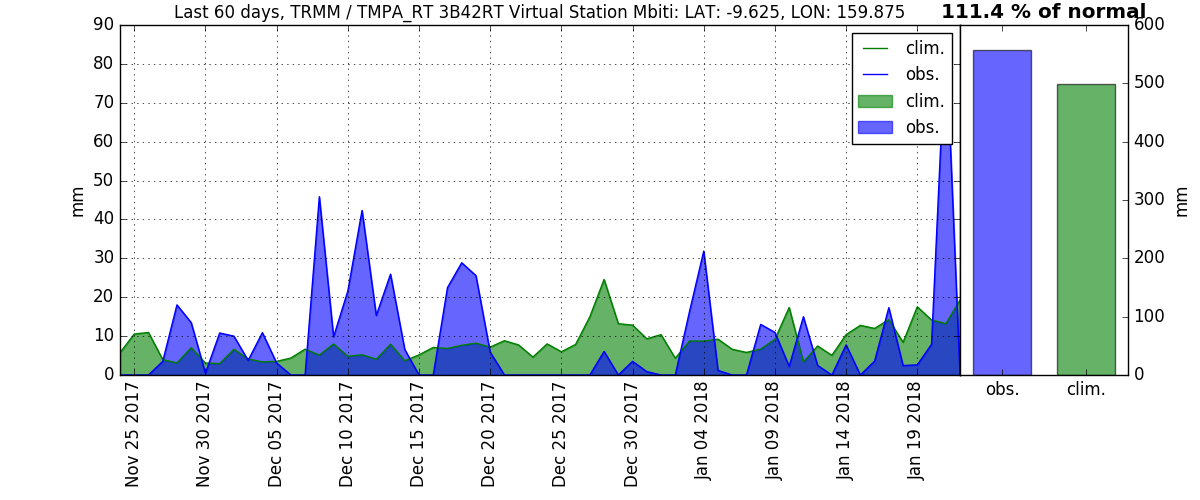 Last 60 days, TRMM / TMPA_RT 3B42RT Virtual Station Mbiti: LAT: -9.625, LON: 159.875
111.4 % of normal
90
80
70
60
50
40
30
20
10
0
mm
clim.
obs.
clim.
obs.
600
500
400
300
200
100
0
mm
Nov 25 2017
Nov 30 2017
Dec 05 2017
Dec 10 2017
Dec 15 2017
Dec 20 2017
Dec 25 2017
Dec 30 2017
Jan 04 2018
Jan 09 2018
Jan 14 2018
Jan 19 2018
obs.
clim.